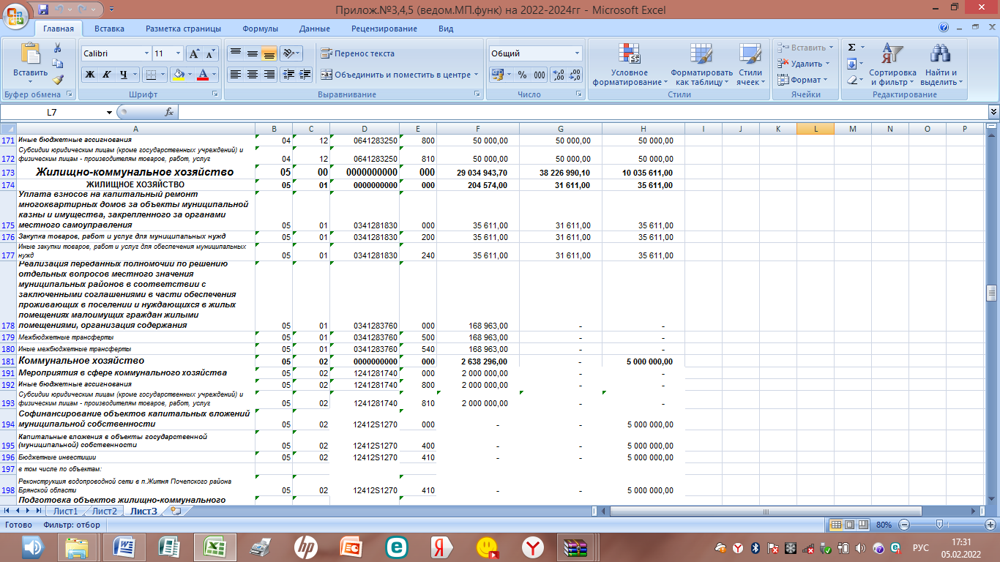 Прилож.№3,4,5 (ведом.МП.функ) на 2022-2024гг - Microsoft Excel
Главная Вставка Разметка страницы Формулы Данные Рецензирование Вид
Calibri 11 Перенос текста Общий Вставить
Вставить Ж К Ч Объединить и поместить в центре % 000 Условное форматирование Форматировать как таблицу Стили ячеек Удалить Формат Сортировка и фильтр Найти и выделить
Буфер обмена Шрифт Выравнивание Число Стили Ячейки Редактирование
L7 fx
A B C D E F G H I J K L M N O P
171 Иные бюджетные ассигнования 04 12 0641283250 800 50 000,00 50 000,00 50 000,00
Субсидии юридическим лицам (кроме государственных учреждений) и
172 физическим лицам - производителям товаров, работ, услуг 04 12 0641283250 810 50 000,00 50 000,00 50 000,00
173 Жилищно-коммунальное хозяйство 05 00 0000000000 000 29 034 943,70 38 226 990,10 10 035 611,00
174 ЖИЛИЩНОЕ ХОЗЯЙСТВО 05 01 0000000000 000 204 574,00 31 611,00 35 611,00
Уплата взносов на капитальный ремонт
многоквартирных домов за объекты муниципальной
казны и имущества, закрепленного за органами
175 местного самоуправления 05 01 0341281830 000 35 611,00 31 611,00 35 611,00
176 Закупка товаров, работ и услуг для муниципальных нужд 05 01 0341281830 200 35 611,00 31 611,00 35 611,00
Иные закупки товаров, работ и услуг для обеспечения муниципальных
177 нужд 05 01 0341281830 240 35 611,00 31 611,00 35 611,00
Реализация переданных полномочий по решению
отдельных вопросов местного значения
муниципальных районов в соответствии с
заключенными соглашениями в части обеспечения
проживающих в поселении и нуждающихся в жилых
помещениях малоимущих граждан жилыми
178 помещениями, организация содержания 05 01 0341283760 000 168 963,00 - -
179 Межбюджетные трансферты 05 01 0341283760 500 168 963,00 - -
180 Иные межбюджетные трансферты 05 01 0341283760 540 168 963,00 - -
181 Коммунальное хозяйство 05 02 0000000000 000 2 638 296,00 - 5 000 000,00
191 Мероприятия в сфере коммунального хозяйства 05 02 1241281740 000 2 000 000,00 - -
192 Иные бюджетные ассигнования 05 02 1241281740 800 2 000 000,00 - -
Субсидии юридическим лицам (кроме государственных учреждений) и
193 физическим лицам - производителям товаров, работ, услуг 05 02 1241281740 810 2 000 000,00 - -
Софинансирование объектов капитальных вложений
194 муниципальной собственности 05 02 12412S1270 000 - - 5 000 000,00
Капитальные вложения в объекты государственной
195 (муниципальной) собственности 05 02 12412S1270 400 - - 5 000 000,00
196 Бюджетные инвестиции 05 02 12412S1270 410 - - 5 000 000,00
197 в том числе по объектам:
Реконструкция водопроводной сети в п.Житня Почепского района
198 Брянской области 05 02 12412S1270 410 - - 5 000 000,00
Подготовка объектов жилищно-коммунального
Лист1 Лист2 Лист3
Готово Фильтр: отбор 80%
РУС 17:31
05.02.2022